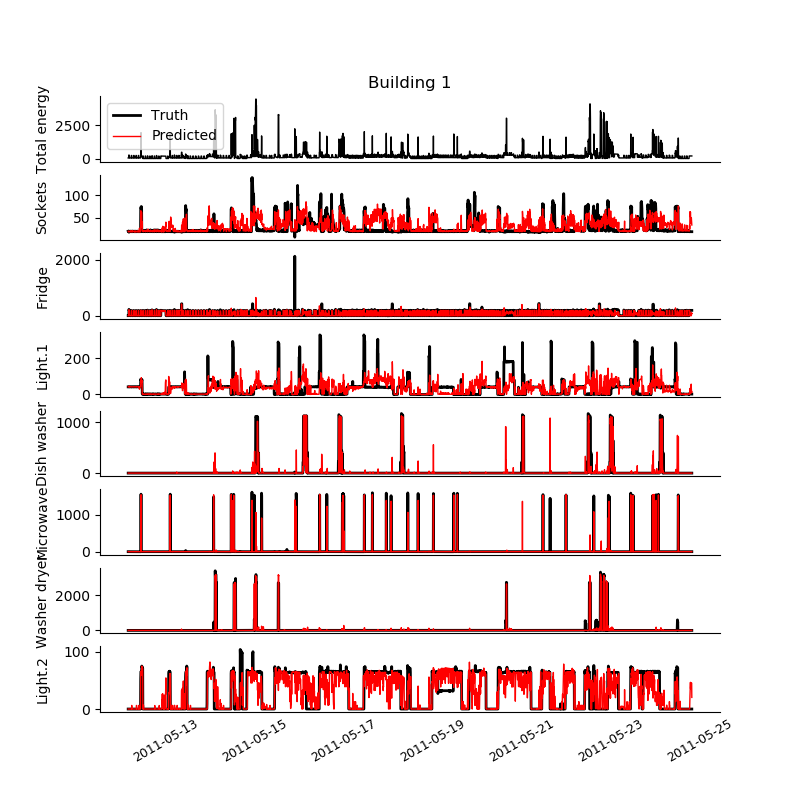 Building 1
Total energy
2500
0
Truth
Predicted
Sockets
100
50
Fridge
2000
0
Light.1
200
0
Dish washer
1000
0
Microwave
1000
0
Washer dryer
2000
0
Light.2
100
0
2011-05-13
2011-05-15
2011-05-17
2011-05-19
2011-05-21
2011-05-23
2011-05-25